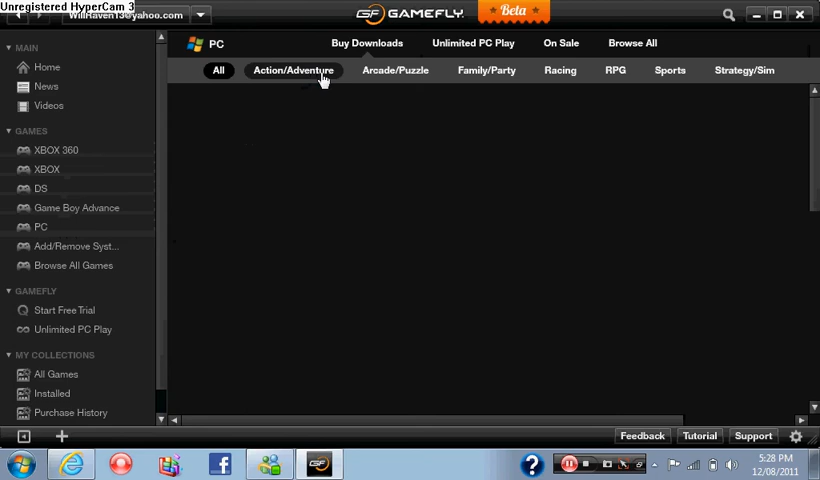 Unregistered HyperCam 3
WillHaven13@yahoo.com
GF GAMEFLY
Beta
PC
Buy Downloads Unlimited PC Play On Sale Browse All
All Action/Adventure Arcade/Puzzle Family/Party Racing RPG Sports Strategy/Sim
MAIN
Home
News
Videos
GAMES
XBOX 360
XBOX
DS
Game Boy Advance
PC
Add/Remove Syst...
Browse All Games
GAMEFLY
Start Free Trial
Unlimited PC Play
MY COLLECTIONS
All Games
Installed
Purchase History
Feedback Tutorial Support
5:28 PM
12/08/2011